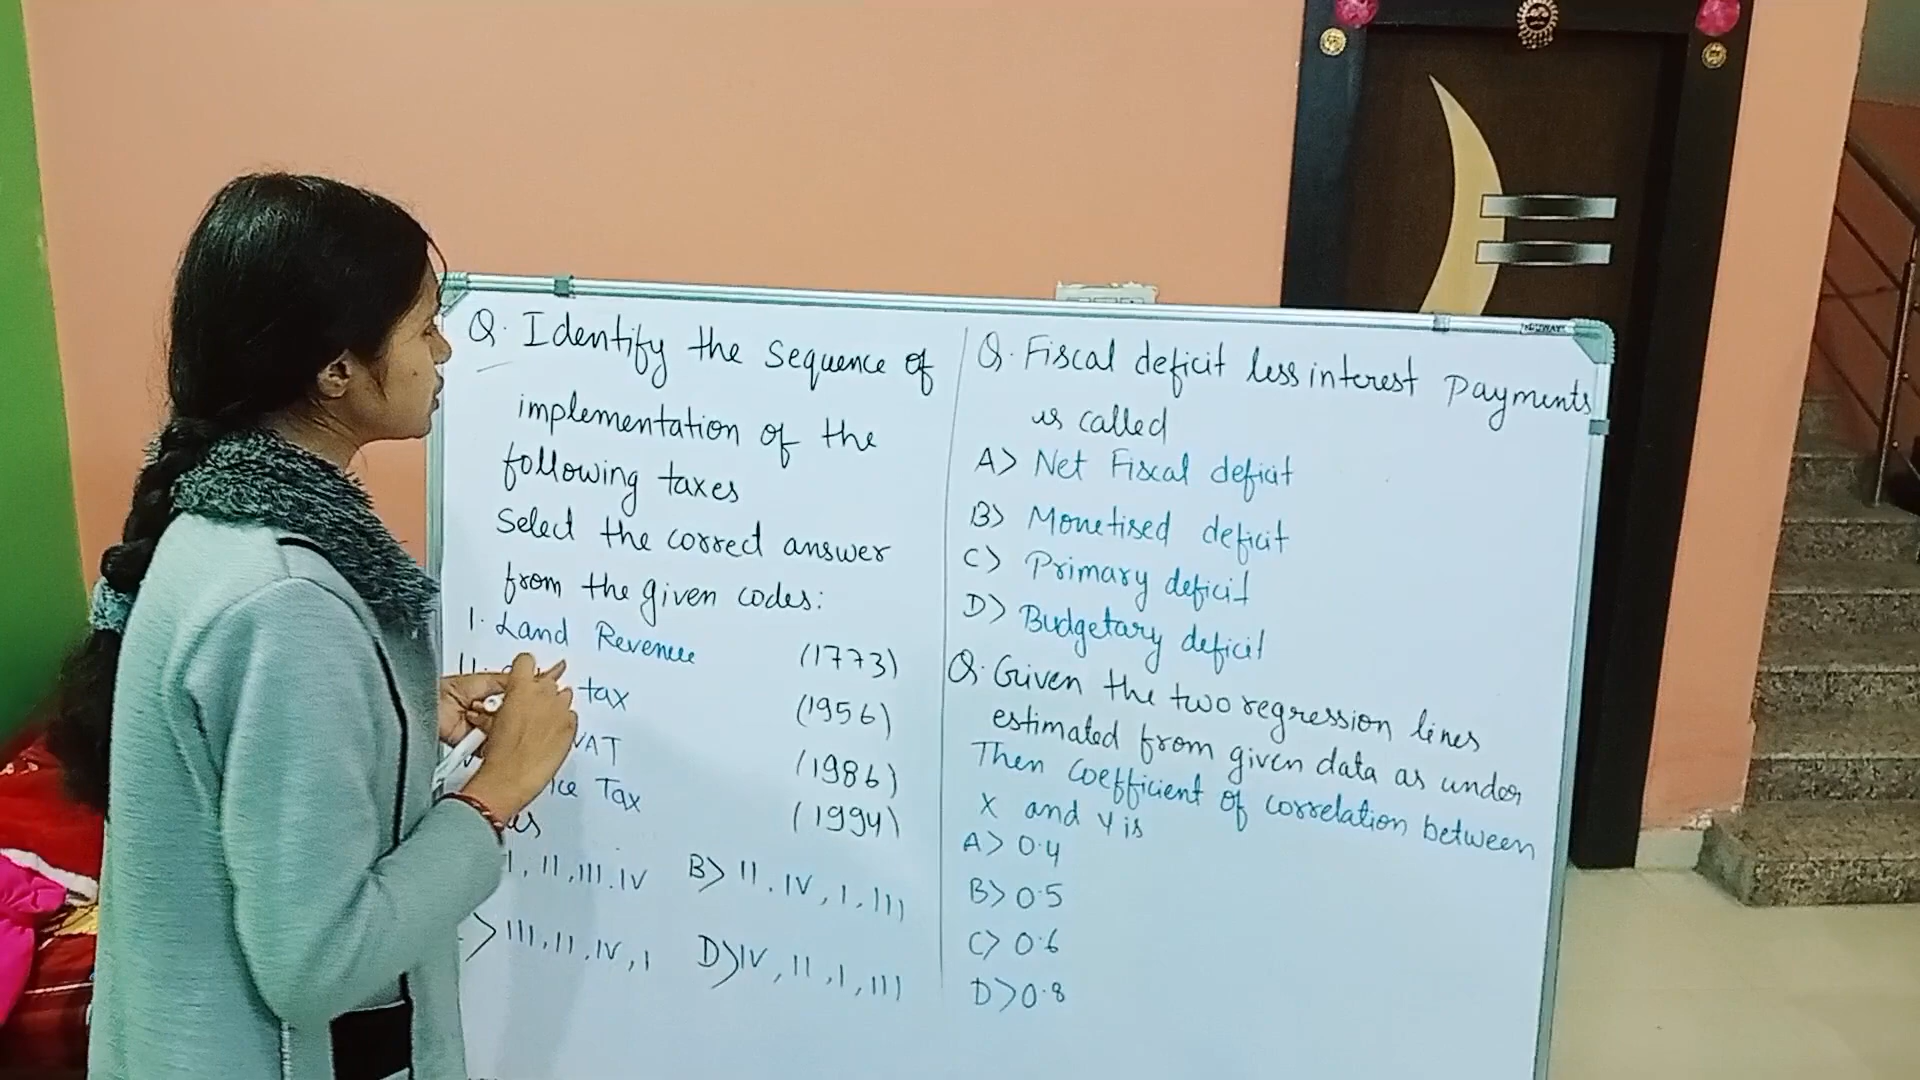 Q. Identify the sequence of
implementation of the
following taxes
Select the correct answer
from the given codes:
I. Land Revenue (1773)
II. tax (1956)
VAT (1986)
Tax (1994)
I, II, III. IV B> II. IV, I, III
> III, II, IV, I D> IV, II, I, III
Q. Fiscal deficit less interest Payments
is called
A> Net Fiscal deficit
B> Monetised deficit
C> Primary deficit
D> Budgetary deficit
Q. Given the two regression lines
estimated from given data as under
Then coefficient of correlation between
X and Y is
A> 0.4
B> 0.5
C> 0.6
D> 0.8